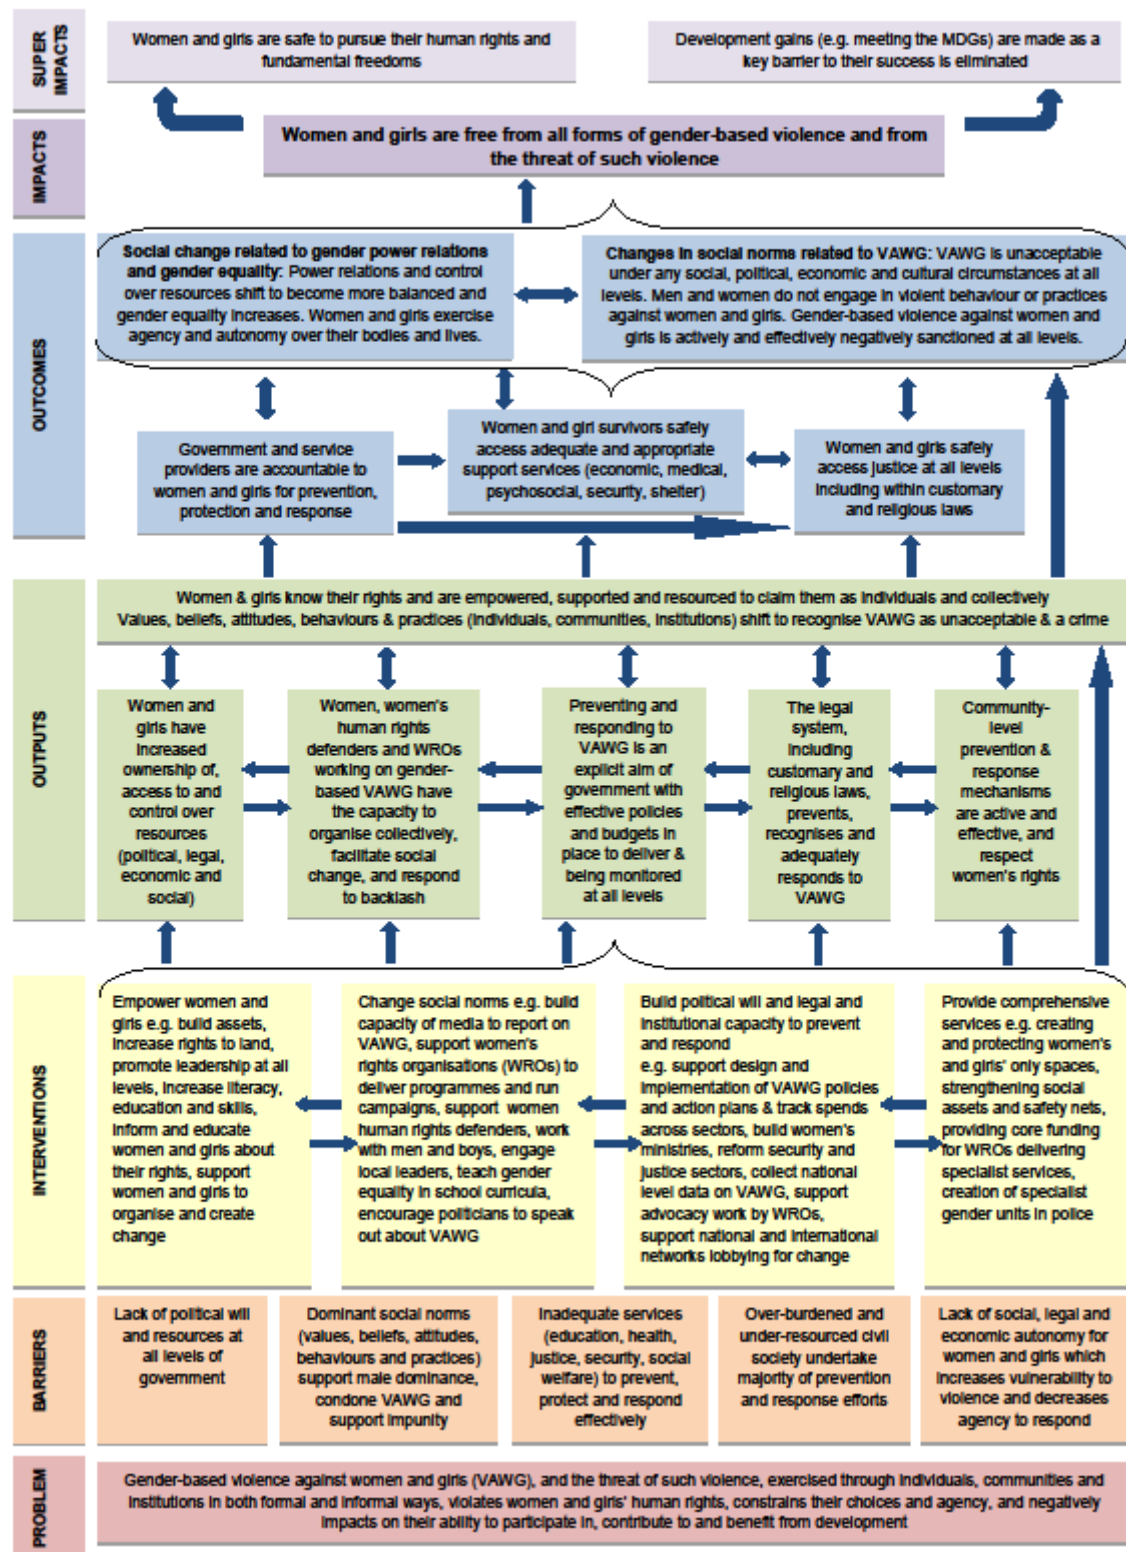 SUPER
IMPACTS
Women and girls are safe to pursue their human rights and
fundamental freedoms
Development gains (e.g. meeting the MDGs) are made as a
key barrier to their success is eliminated
IMPACTS
Women and girls are free from all forms of gender-based violence and from
the threat of such violence
OUTCOMES
Social change related to gender power relations
and gender equality: Power relations and control
over resources shift to become more balanced and
gender equality increases. Women and girls exercise
agency and autonomy over their bodies and lives.
Changes in social norms related to VAWG: VAWG is unacceptable
under any social, political, economic and cultural circumstances at all
levels. Men and women do not engage in violent behaviour or practices
against women and girls. Gender-based violence against women and
girls is actively and effectively negatively sanctioned at all levels.
Government and service
providers are accountable to
women and girls for prevention,
protection and response
Women and girl survivors safely
access adequate and appropriate
support services (economic, medical,
psychosocial, security, shelter)
Women and girls safely
access justice at all levels
including within customary
and religious laws
OUTPUTS
Women & girls know their rights and are empowered, supported and resourced to claim them as individuals and collectively
Values, beliefs, attitudes, behaviours & practices (individuals, communities, institutions) shift to recognise VAWG as unacceptable & a crime
Women and
girls have
increased
ownership of,
access to and
control over
resources
(political, legal,
economic and
social)
Women, women's
human rights
defenders and WROs
working on gender-
based VAWG have
the capacity to
organise collectively,
facilitate social
change, and respond
to backlash
Preventing and
responding to
VAWG is an
explicit aim of
government with
effective policies
and budgets in
place to deliver &
being monitored
at all levels
The legal
system,
including
customary and
religious laws,
prevents,
recognises and
adequately
responds to
VAWG
Community-
level
prevention &
response
mechanisms
are active and
effective, and
respect
women's rights
INTERVENTIONS
Empower women and
girls e.g. build assets,
increase rights to land,
promote leadership at all
levels, increase literacy,
education and skills,
inform and educate
women and girls about
their rights, support
women and girls to
organise and create
change
Change social norms e.g. build
capacity of media to report on
VAWG, support women's
rights organisations (WROs) to
deliver programmes and run
campaigns, support women
human rights defenders, work
with men and boys, engage
local leaders, teach gender
equality in school curricula,
encourage politicians to speak
out about VAWG
Build political will and legal and
institutional capacity to prevent
and respond
e.g. support design and
implementation of VAWG policies
and action plans & track spends
across sectors, build women's
ministries, reform security and
justice sectors, collect national
level data on VAWG, support
advocacy work by WROs,
support national and international
networks lobbying for change
Provide comprehensive
services e.g. creating
and protecting women's
and girls' only spaces,
strengthening social
assets and safety nets,
providing core funding
for WROs delivering
specialist services,
creation of specialist
gender units in police
BARRIERS
Lack of political will
and resources at
all levels of
government
Dominant social norms
(values, beliefs, attitudes,
behaviours and practices)
support male dominance,
condone VAWG and
support impunity
Inadequate services
(education, health,
justice, security, social
welfare) to prevent,
protect and respond
effectively
Over-burdened and
under-resourced civil
society undertake
majority of prevention
and response efforts
Lack of social, legal and
economic autonomy for
women and girls which
increases vulnerability to
violence and decreases
agency to respond
PROBLEM
Gender-based violence against women and girls (VAWG), and the threat of such violence, exercised through individuals, communities and
institutions in both formal and informal ways, violates women and girls' human rights, constrains their choices and agency, and negatively
impacts on their ability to participate in, contribute to and benefit from development